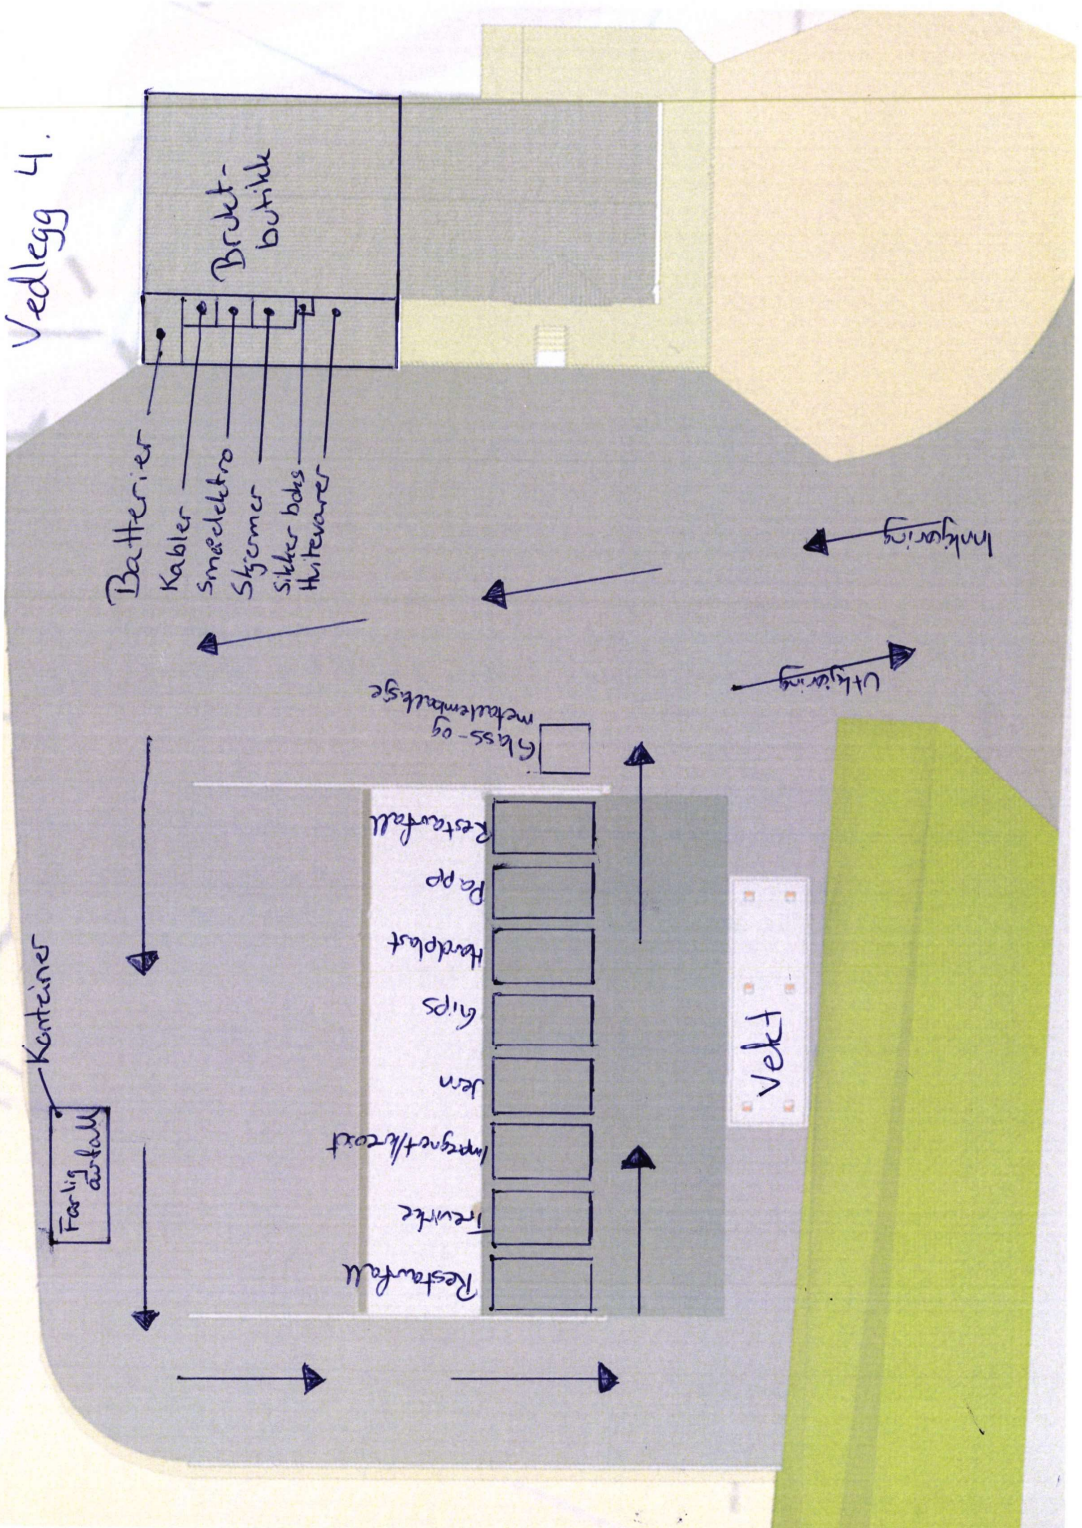 Vedlegg 4.
Brukt-
butikk
Batterier
Kabler
Småelektro
Skjermer
Sikker boks
Hvitevarer
Innkjøring
Utkjøring
Glass-og
metallemballasje
Restavfall
Papp
Hardplast
Gips
Jern
Impregnert/kreosot
Trevirke
Restavfall
Konteiner
Farlig
avfall
Vekt